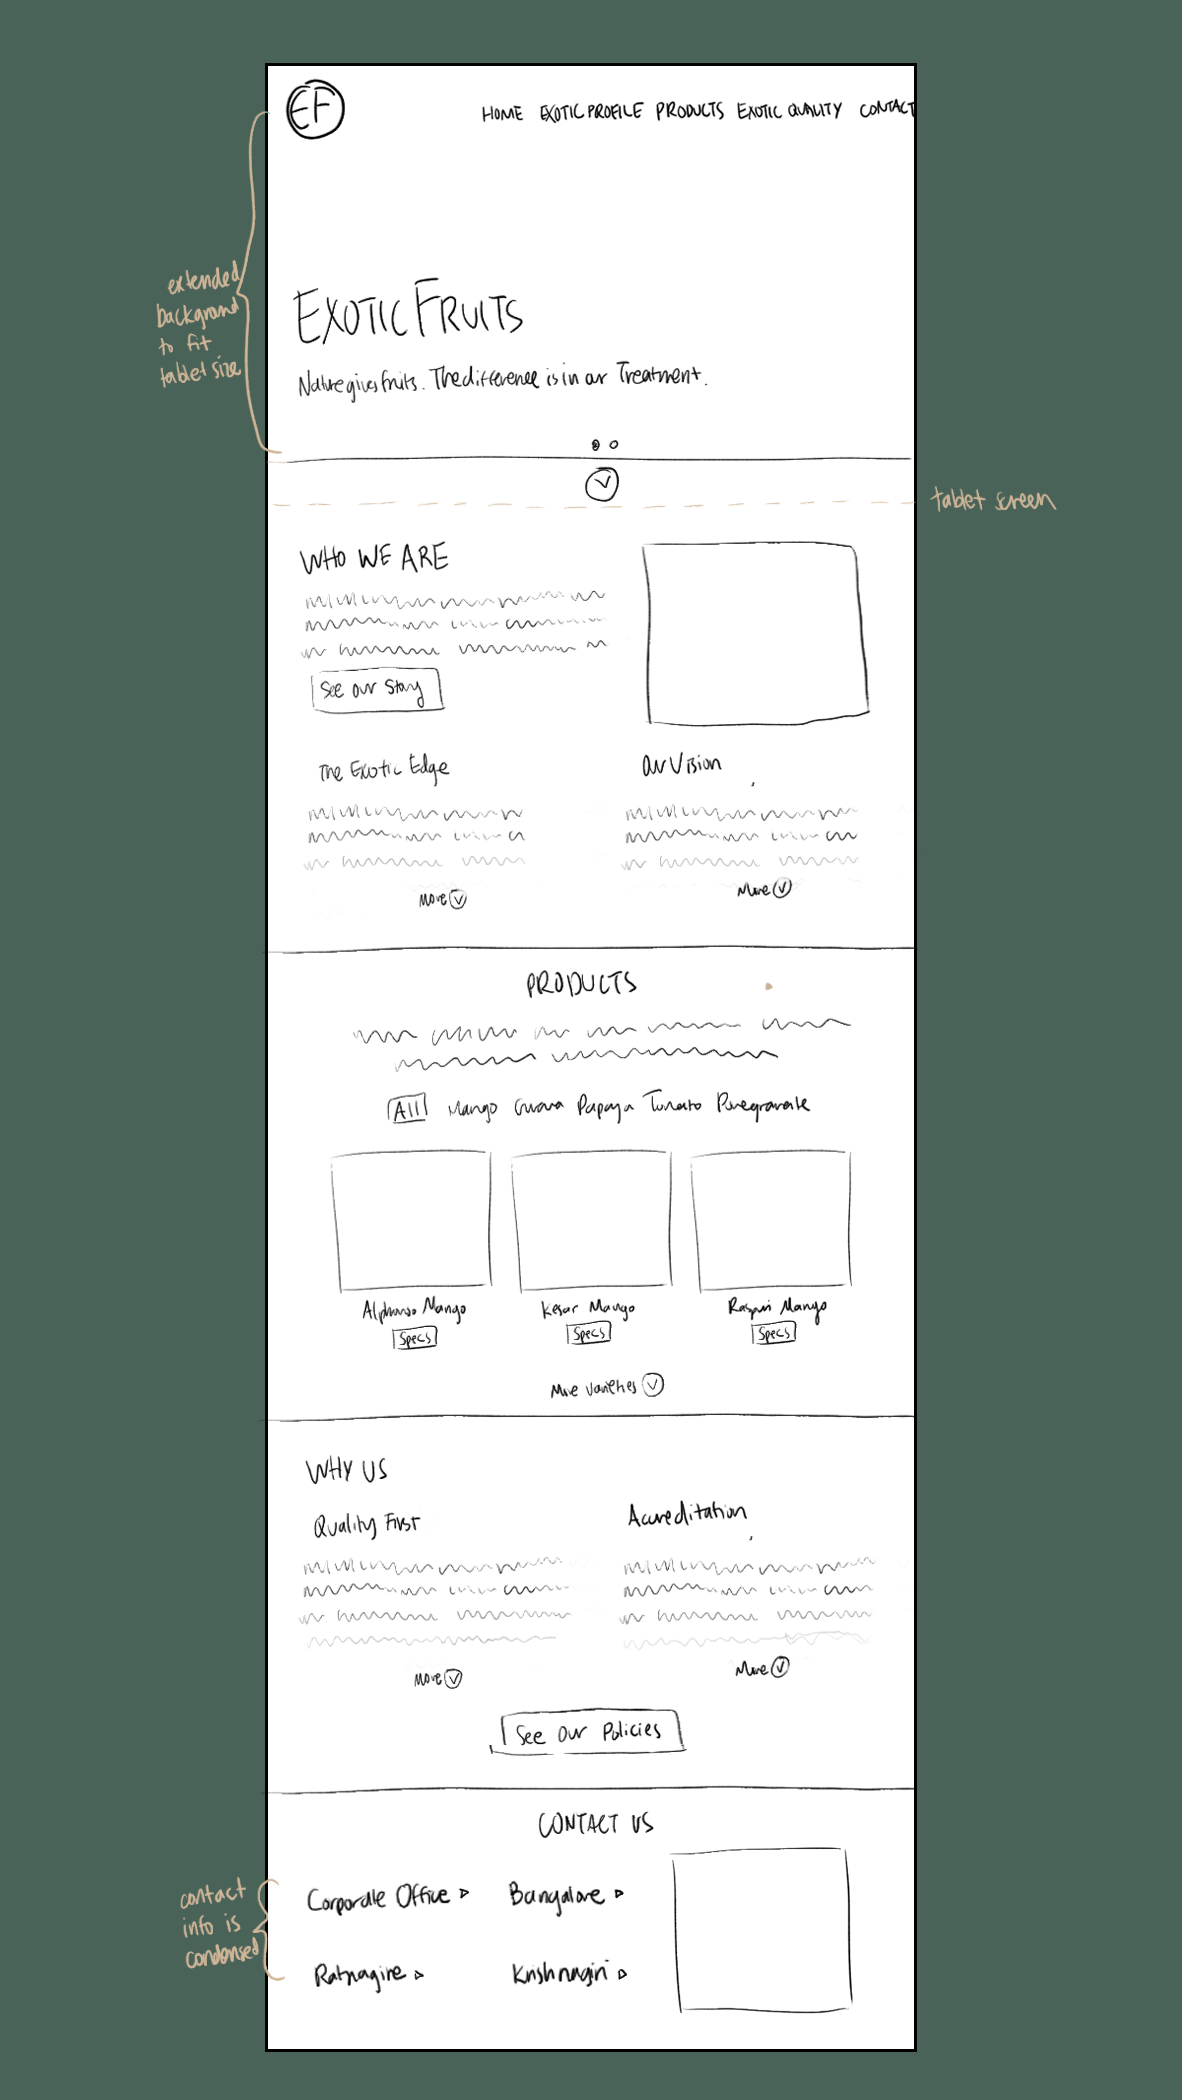 EF
HOME EXOTIC PROFILE PRODUCTS EXOTIC QUALITY CONTACT
extended
background
to fit
tablet size
EXOTIC FRUITS
Nature gives fruits. The difference is in our Treatment.
tablet screen
WHO WE ARE
See our Story
The Exotic Edge
Our Vision
More
More
PRODUCTS
All Mango Guava Papaya Tomato Pomegranate
Alphonso Mango
Kesar Mango
Raspuri Mango
Specs
Specs
Specs
More varieties
WHY US
Quality First
Accreditation
More
More
See Our Policies
CONTACT US
contact
info is
condensed
Corporate Office
Bangalore
Ratnagire
Krishnagiri